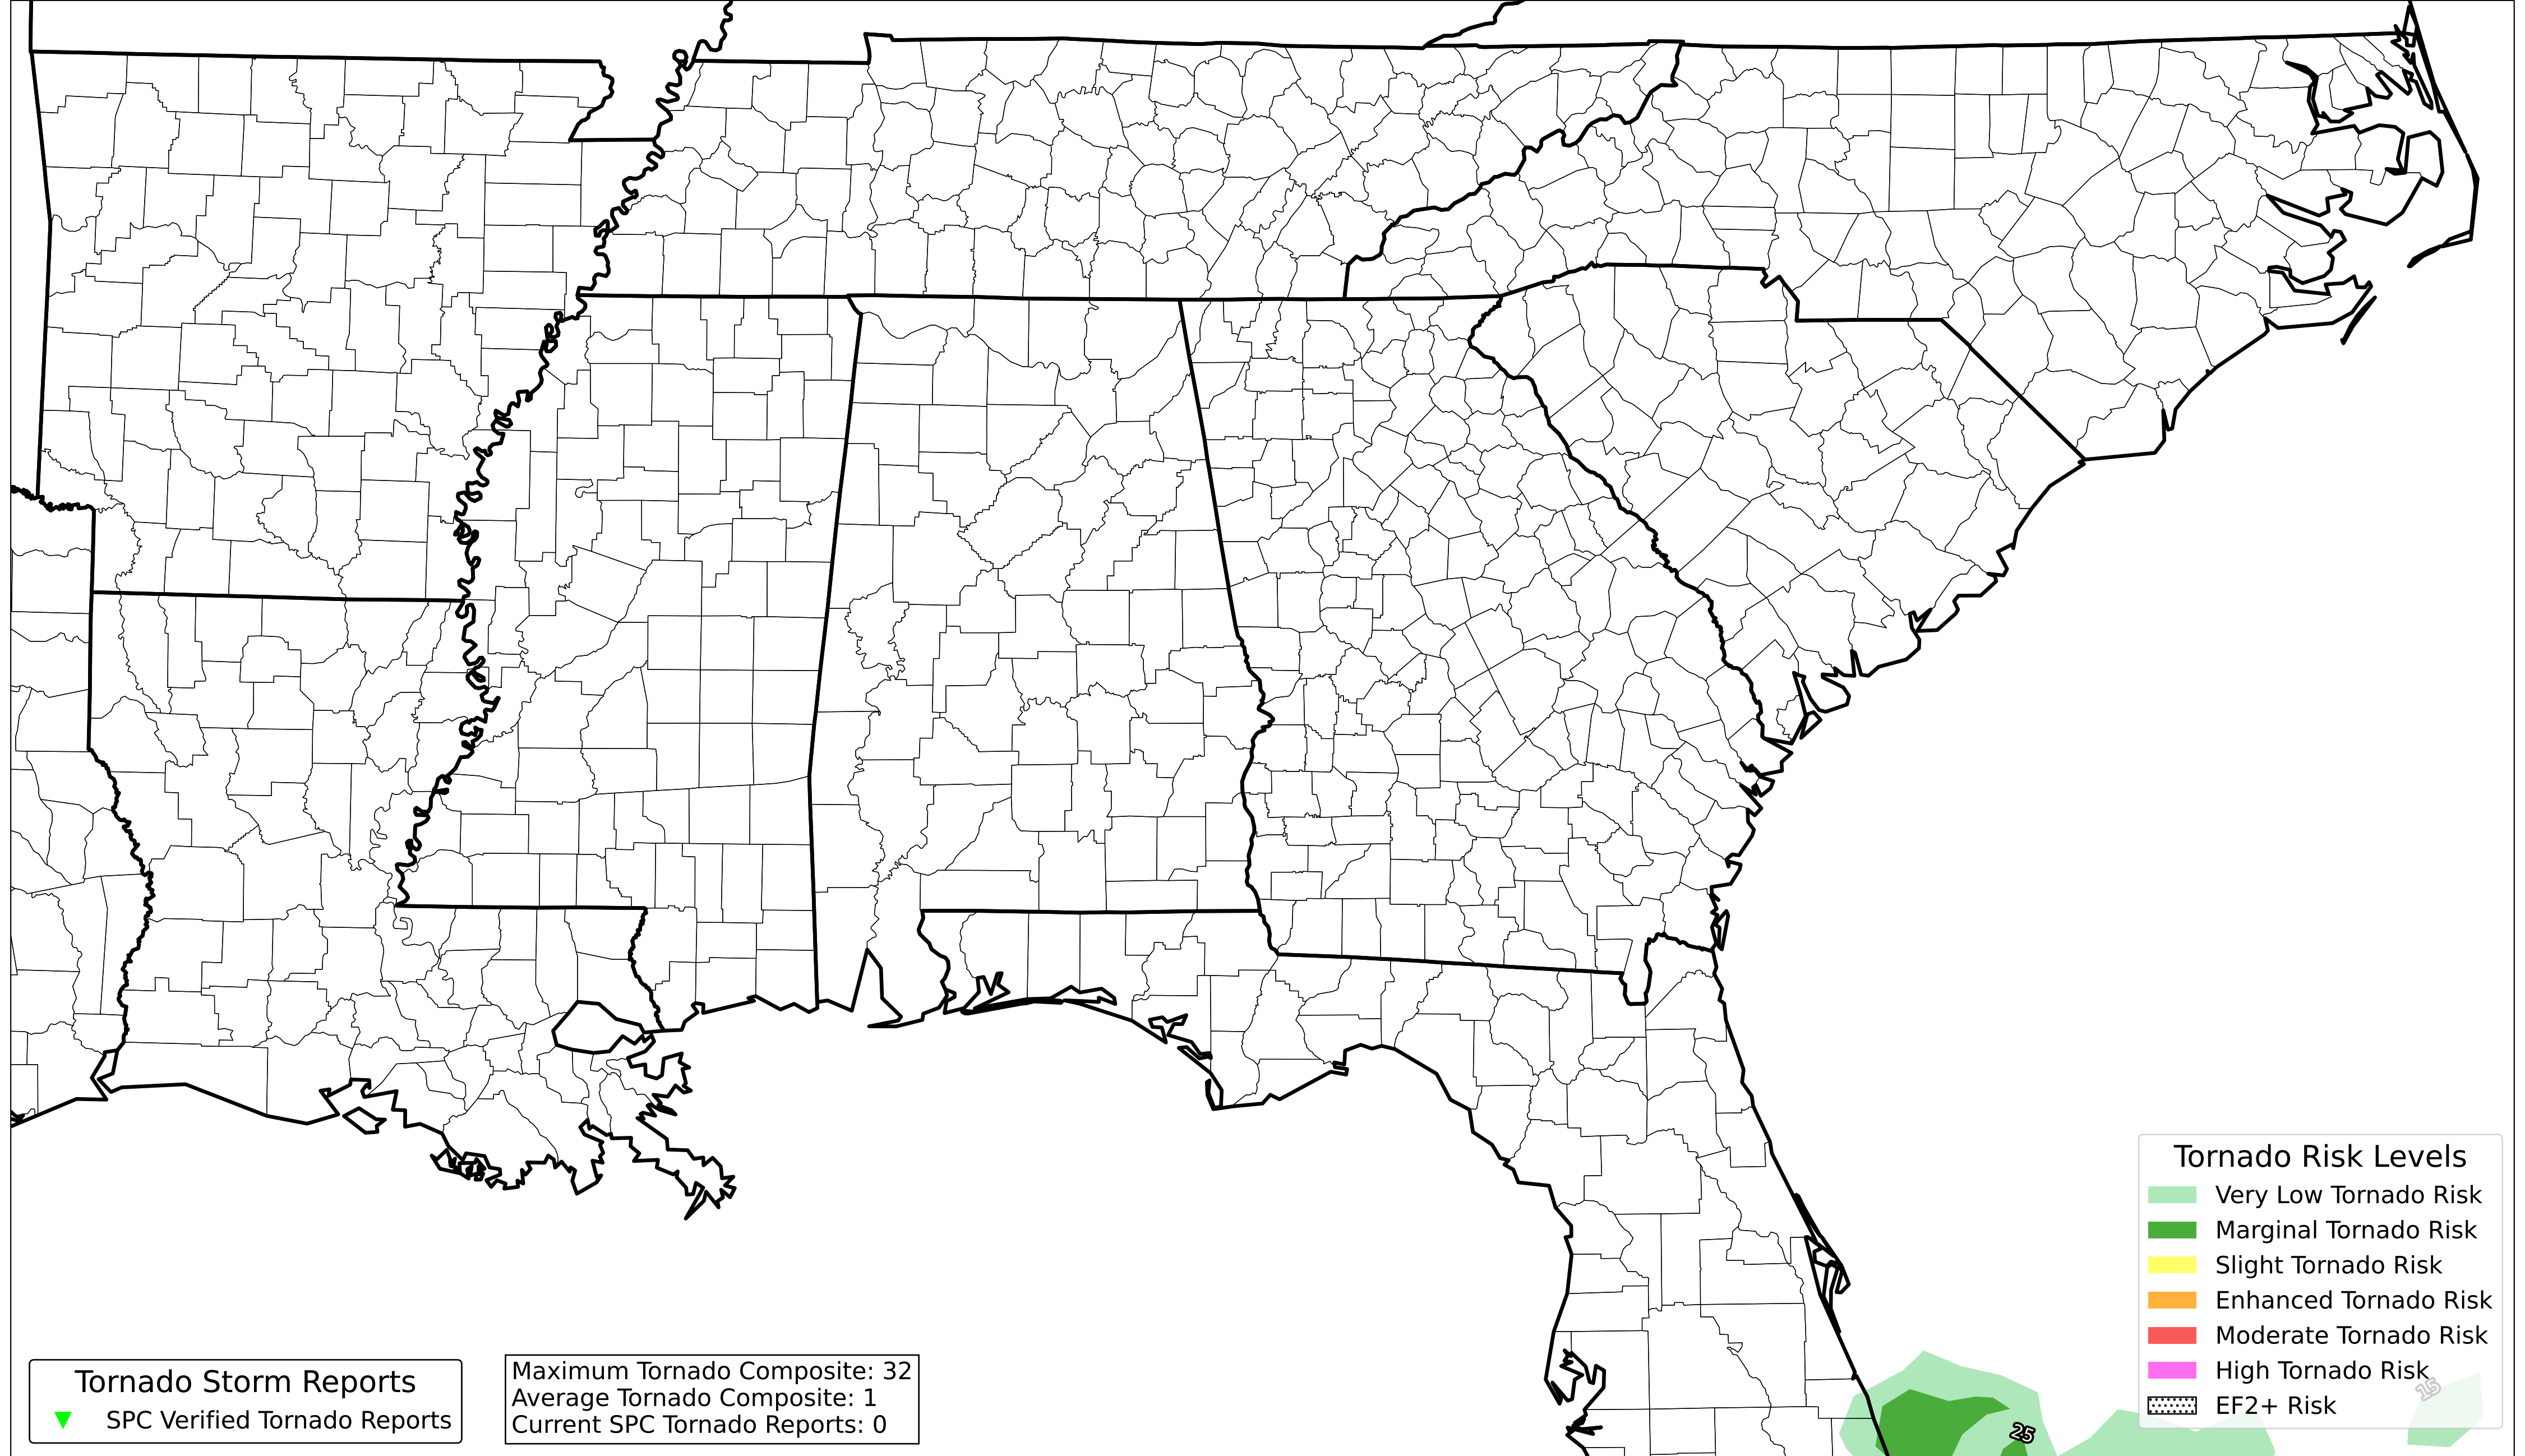 Tornado Risk Levels
Very Low Tornado Risk
Marginal Tornado Risk
Slight Tornado Risk
Enhanced Tornado Risk
Moderate Tornado Risk
High Tornado Risk
EF2+ Risk
15
25
Tornado Storm Reports
SPC Verified Tornado Reports
Maximum Tornado Composite: 32
Average Tornado Composite: 1
Current SPC Tornado Reports: 0